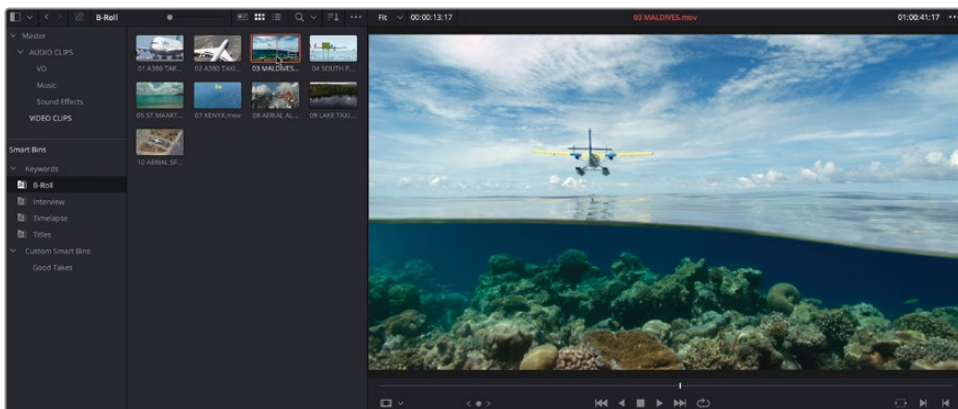 B-Roll
Fit 00:00:13:17 03 MALDIVES.mov 01:00:41:17
Master
AUDIO CLIPS
VO
Music
Sound Effects
VIDEO CLIPS
Smart Bins
Keywords
B-Roll
Interview
Timelapse
Titles
Custom Smart Bins
Good Takes
01 A380 TAK... 02 A380 TAXI... 03 MALDIVES... 04 SOUTH P...
05 ST MAART... 07 KENYA.mov 08 AERIAL AL... 09 LAKE TAXI....
10 AERIAL SF...